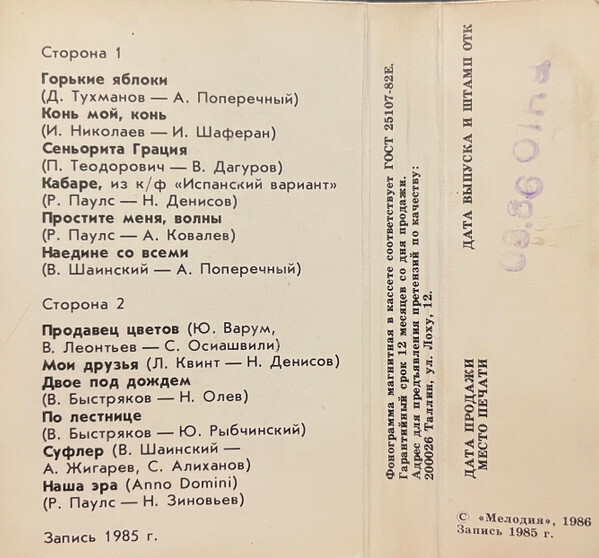 Сторона 1
Горькие яблоки
(Д. Тухманов — А. Поперечный)
Конь мой, конь
(И. Николаев — И. Шаферан)
Сеньорита Грация
(П. Теодорович — В. Дагуров)
Кабаре, из к/ф «Испанский вариант»
(Р. Паулс — Н. Денисов)
Простите меня, волны
(Р. Паулс — А. Ковалев)
Наедине со всеми
(В. Шаинский — А. Поперечный)
Сторона 2
Продавец цветов (Ю. Варум,
В. Леонтьев — С. Осиашвили)
Мои друзья (Л. Квинт — Н. Денисов)
Двое под дождем
(В. Быстряков — Н. Олев)
По лестнице
(В. Быстряков — Ю. Рыбчинский)
Суфлер (В. Шаинский —
А. Жигарев, С. Алиханов)
Наша эра (Anno Domini)
(Р. Паулс — Н. Зиновьев)
Запись 1985 г.
Фонограмма магнитная в кассете соответствует ГОСТ 25107-82Е.
Гарантийный срок 12 месяцев со дня продажи.
Адрес для предъявления претензий по качеству:
200026 Таллин, ул. Лоху, 12.
ДАТА ВЫПУСКА И ШТАМП ОТК
ДАТА ПРОДАЖИ
МЕСТО ПЕЧАТИ
© «Мелодия», 1986
Запись 1985 г.